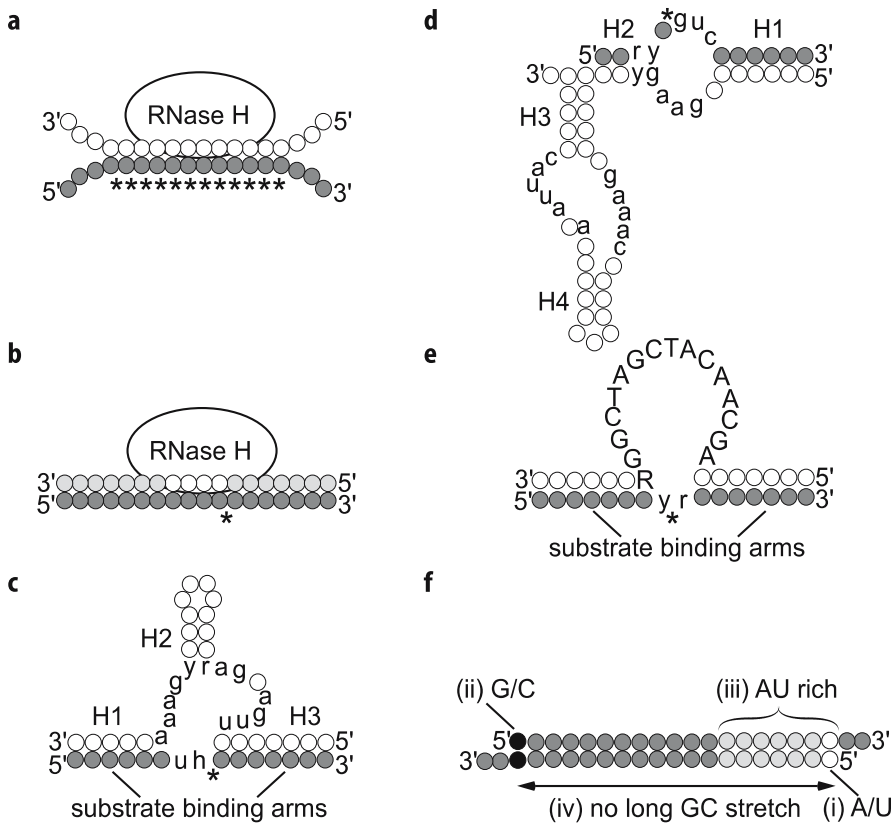 a
RNase H
3' 5'
5' 3'
************
b
RNase H
3' 5'
5' 3'
*
c
H2
y r a g
g a
a g
a u
a u
H1 H3
3' a 5'
5' u h 3'
*
substrate binding arms
d
* g u c
H2 H1
5' r y 3'
3' y g 5'
a a g
H3
c g
a a
u a
u a
a c
a
H4
e
R G G C T A G C T A C A A C G A
3' 5'
5' y r 3'
*
substrate binding arms
f
(ii) G/C (iii) AU rich
5' 3'
3' 5'
(iv) no long GC stretch (i) A/U